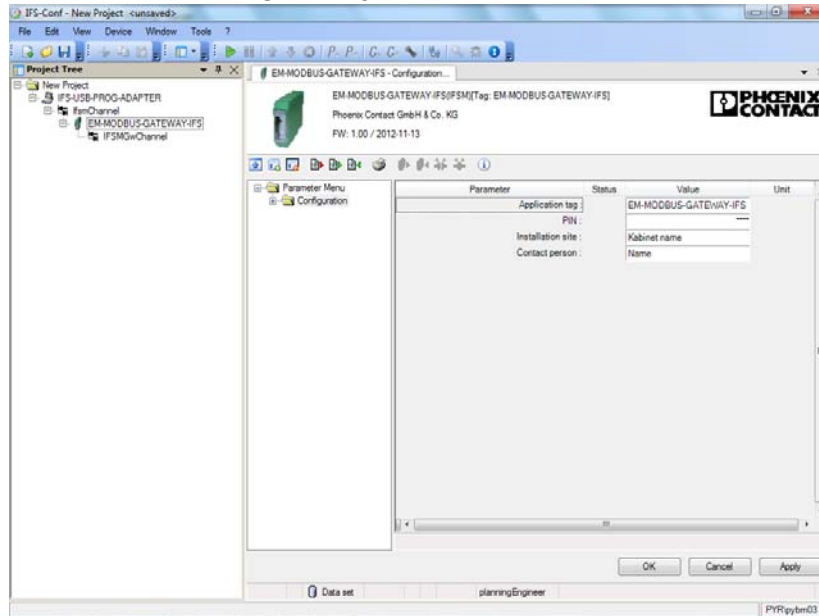 IFS-Conf - New Project <unsaved>
File Edit View Device Window Tools ?
Project Tree
New Project
IFS-USB-PROG-ADAPTER
IfsmChannel
EM-MODBUS-GATEWAY-IFS
IFSMGwChannel
EM-MODBUS-GATEWAY-IFS - Configuration...
EM-MODBUS-GATEWAY-IFS(IFSM)[Tag: EM-MODBUS-GATEWAY-IFS]
Phoenix Contact GmbH & Co. KG
FW: 1.00 / 2012-11-13
PHŒNIX
CONTACT
Parameter Menu
Configuration
Parameter Status Value Unit
Application tag : EM-MODBUS-GATEWAY-IFS
PIN : ----
Installation site : Kabinet name
Contact person : Name
OK Cancel Apply
Data set planningEngineer
PYR\pybm03